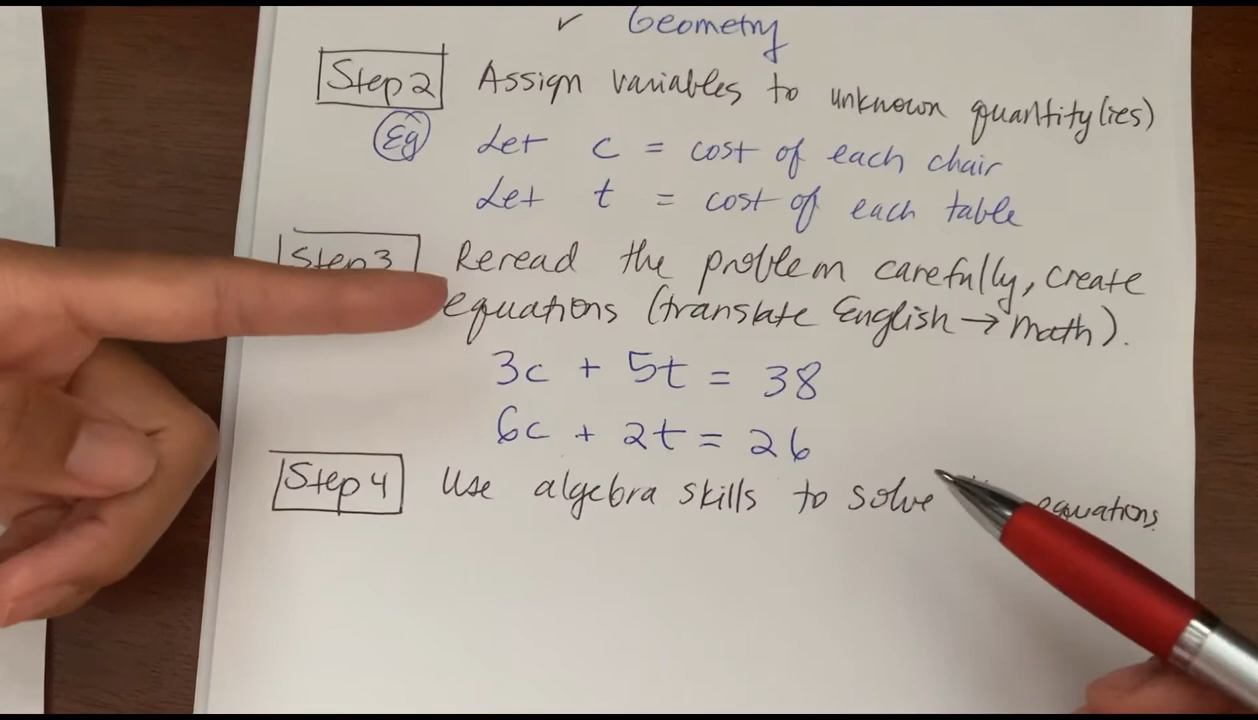 ✓ Geometry
Step 2 Assign variables to unknown quantity(ies)
Eg Let c = cost of each chair
Let t = cost of each table
Step 3 Reread the problem carefully, create
equations (translate English → math).
3c + 5t = 38
6c + 2t = 26
Step 4 Use algebra skills to solve equations.